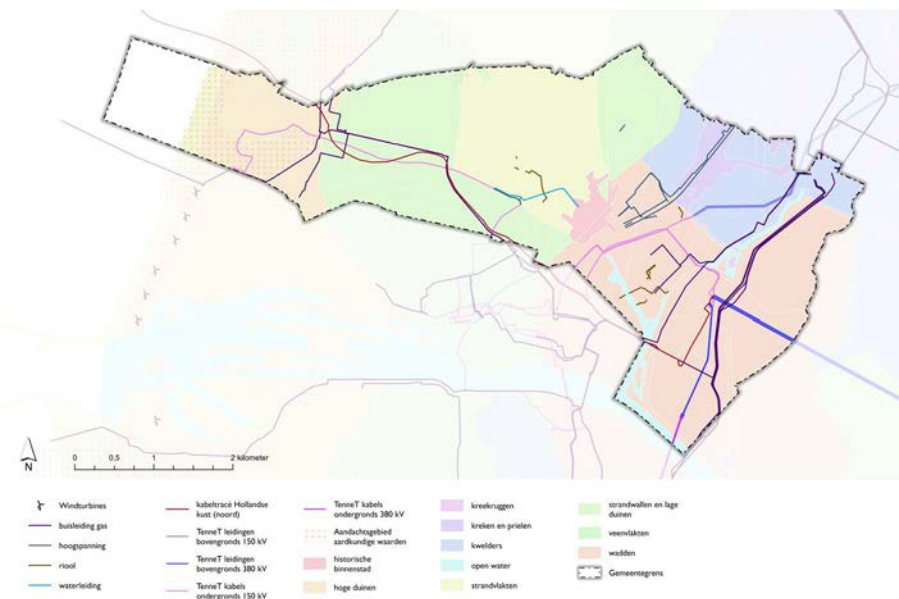 N
0 0,5 1 2 kilometer
Windturbines
buisleiding gas
hoogspanning
riool
waterleiding
kabeltracé Hollandse
kust (noord)
TenneT leidingen
bovengronds 150 kV
TenneT leidingen
bovengronds 380 kV
TenneT kabels
ondergronds 150 kV
TenneT kabels
ondergronds 380 kV
Aandachtsgebied
aardkundige waarden
historische
binnenstad
hoge duinen
kreekruggen
kreken en prielen
kwelders
open water
strandvlakten
strandwallen en lage
duinen
veenvlakten
wadden
Gemeentegrens